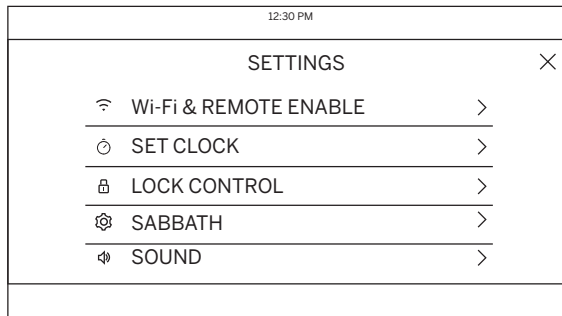 12:30 PM
SETTINGS
Wi-Fi & REMOTE ENABLE
SET CLOCK
LOCK CONTROL
SABBATH
SOUND